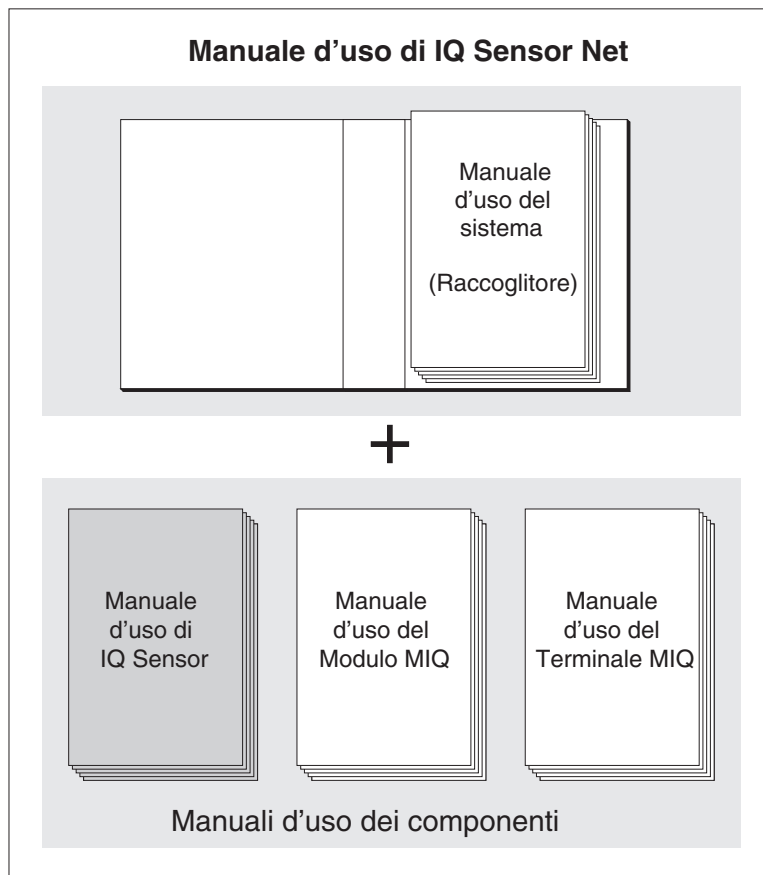 Manuale d'uso di IQ Sensor Net
Manuale
d'uso del
sistema
(Raccoglitore)
+
Manuale
d'uso di
IQ Sensor
Manuale
d'uso del
Modulo MIQ
Manuale
d'uso del
Terminale MIQ
Manuali d'uso dei componenti